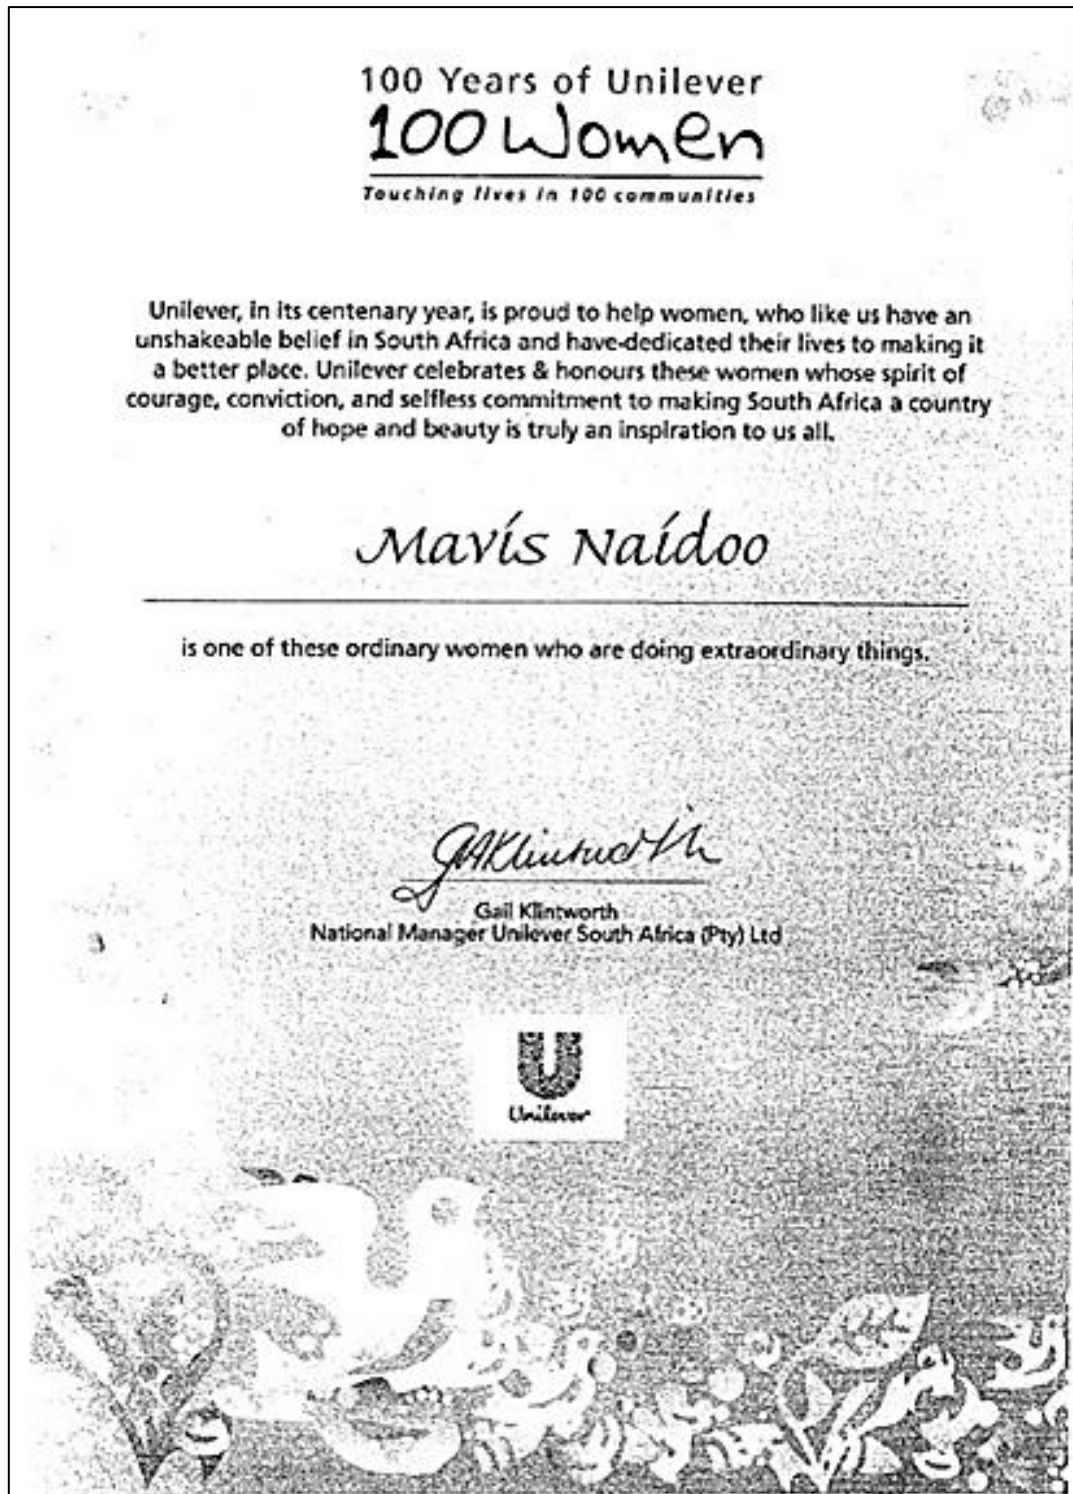 100 Years of Unilever
100 Women
Touching lives in 100 communities
Unilever, in its centenary year, is proud to help women, who like us have an
unshakeable belief in South Africa and have-dedicated their lives to making it
a better place. Unilever celebrates & honours these women whose spirit of
courage, conviction, and selfless commitment to making South Africa a country
of hope and beauty is truly an inspiration to us all.
Mavis Naidoo
is one of these ordinary women who are doing extraordinary things.
GAKlintworth
Gail Klintworth
National Manager Unilever South Africa (Pty) Ltd
U
Unilever